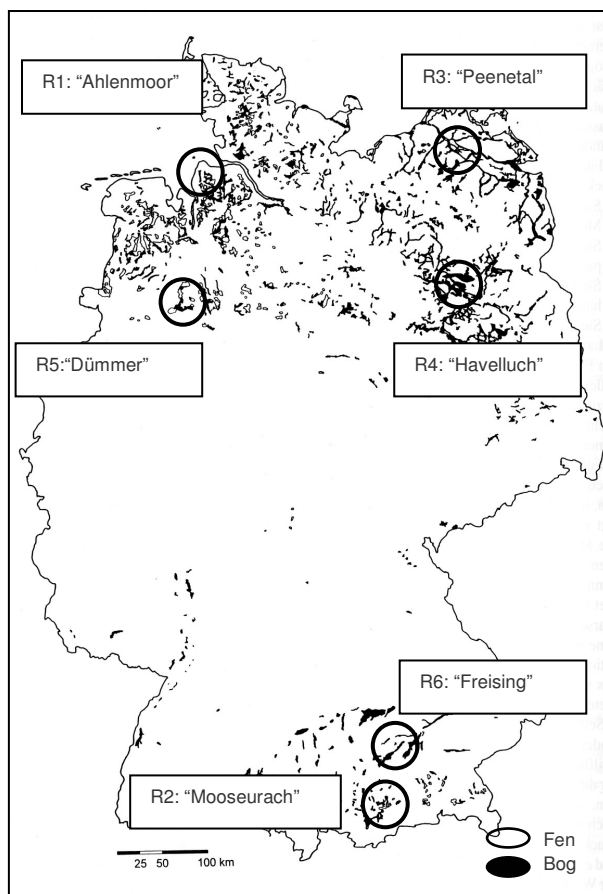 R1: “Ahlenmoor”
R3: “Peenetal”
R5:“Dümmer”
R4: “Havelluch”
R6: “Freising”
R2: “Mooseurach”
Fen
Bog
25 50 100 km